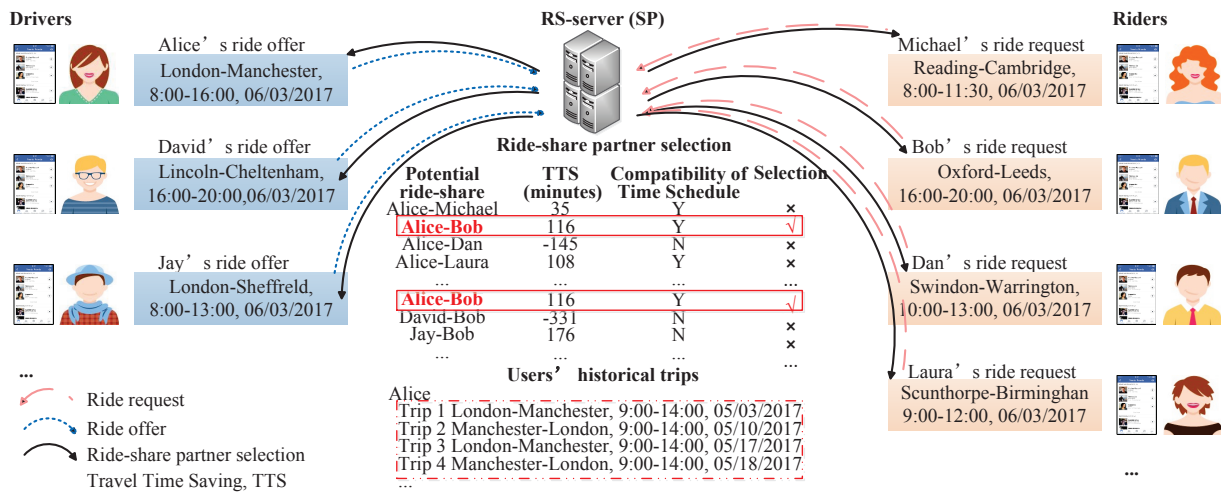 Drivers
Alice’s ride offer
London-Manchester,
8:00-16:00, 06/03/2017
David’s ride offer
Lincoln-Cheltenham,
16:00-20:00,06/03/2017
Jay’s ride offer
London-Sheffreld,
8:00-13:00, 06/03/2017
...
Ride request
Ride offer
Ride-share partner selection
Travel Time Saving, TTS
RS-server (SP)
Ride-share partner selection
Potential ride-share TTS (minutes) Compatibility of Time Schedule Selection
Alice-Michael 35 Y ×
Alice-Bob 116 Y √
Alice-Dan -145 N ×
Alice-Laura 108 Y ×
... ... ... ...
Alice-Bob 116 Y √
David-Bob -331 N ×
Jay-Bob 176 N ×
... ... ... ...
Users’ historical trips
Alice
Trip 1 London-Manchester, 9:00-14:00, 05/03/2017
Trip 2 Manchester-London, 9:00-14:00, 05/10/2017
Trip 3 London-Manchester, 9:00-14:00, 05/17/2017
Trip 4 Manchester-London, 9:00-14:00, 05/18/2017
...
Riders
Michael’s ride request
Reading-Cambridge,
8:00-11:30, 06/03/2017
Bob’s ride request
Oxford-Leeds,
16:00-20:00, 06/03/2017
Dan’s ride request
Swindon-Warrington,
10:00-13:00, 06/03/2017
Laura’s ride request
Scunthorpe-Birminghan
9:00-12:00, 06/03/2017
...